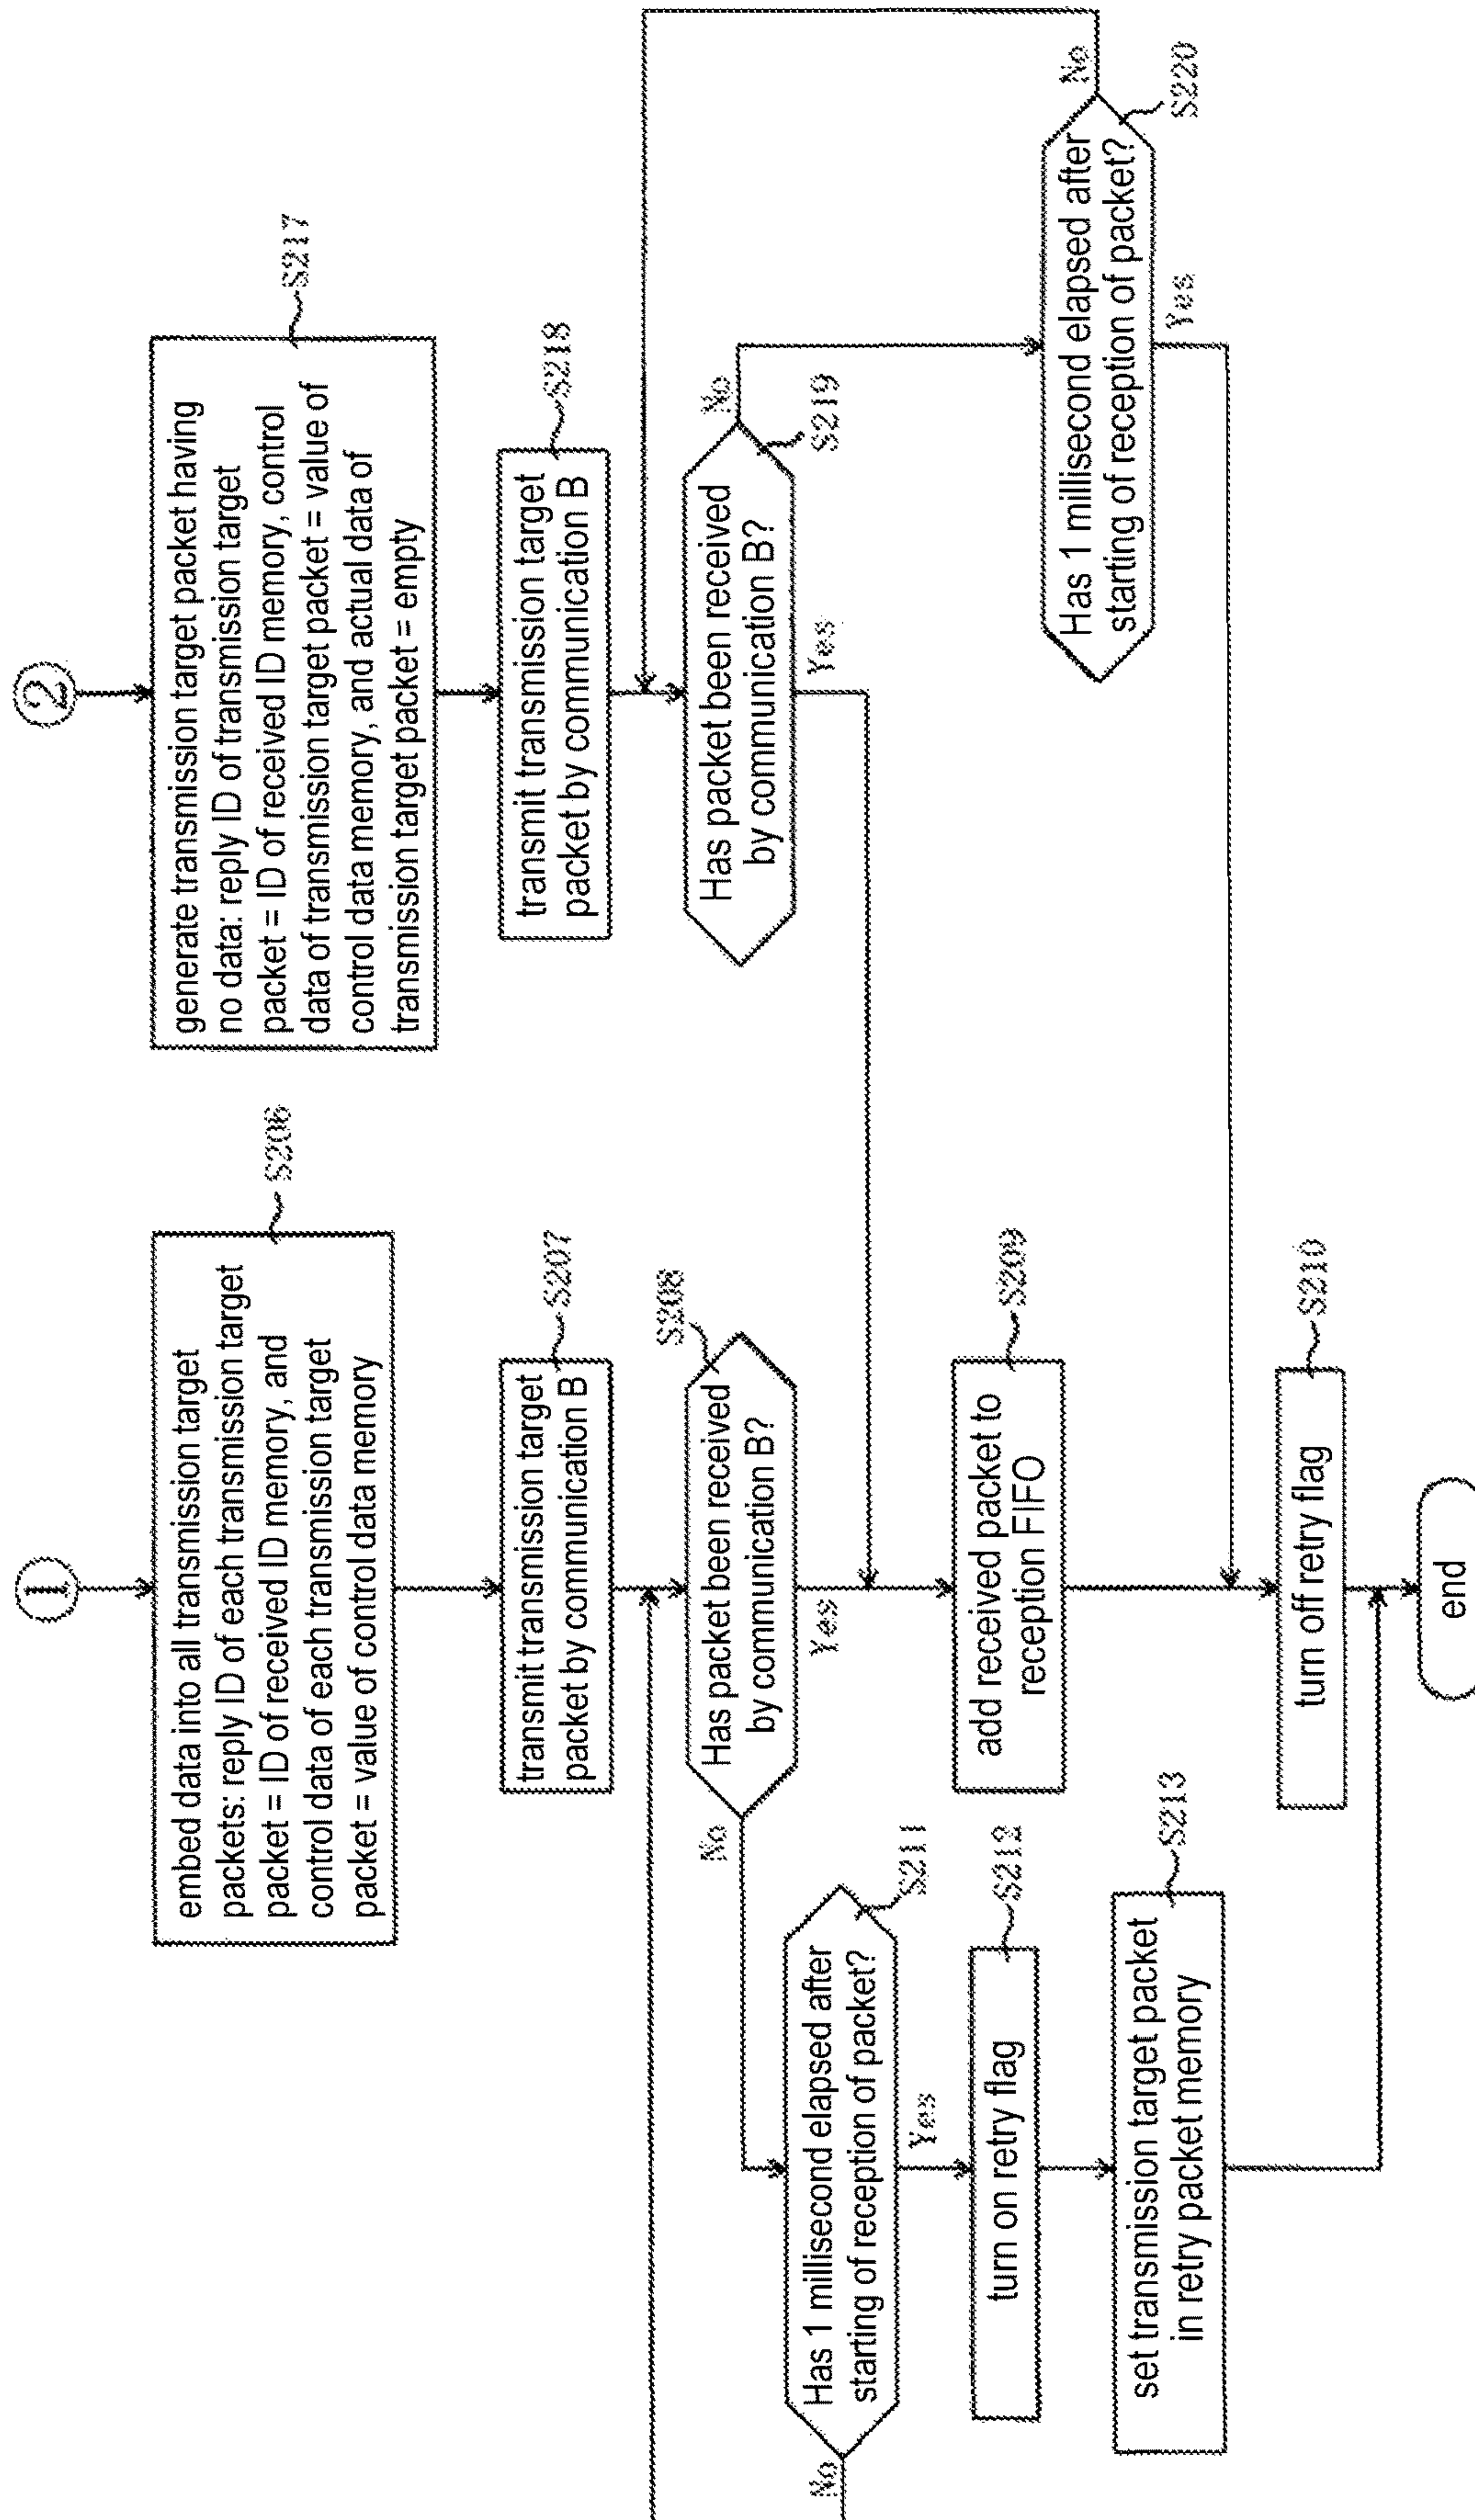 ①
embed data into all transmission target
packets: reply ID of each transmission target
packet = ID of received ID memory, and
control data of each transmission target
packet = value of control data memory
S206
transmit transmission target
packet by communication B
S207
Has packet been received
by communication B?
S208
No
Yes
Has 1 millisecond elapsed after
starting of reception of packet?
S211
No
Yes
turn on retry flag
S212
set transmission target packet
in retry packet memory
S213
add received packet to
reception FIFO
S209
turn off retry flag
S210
end
②
generate transmission target packet having
no data: reply ID of transmission target
packet = ID of received ID memory, control
data of transmission target packet = value of
control data memory, and actual data of
transmission target packet = empty
S217
transmit transmission target
packet by communication B
S218
Has packet been received
by communication B?
S219
No
Yes
Has 1 millisecond elapsed after
starting of reception of packet?
S220
No
Yes